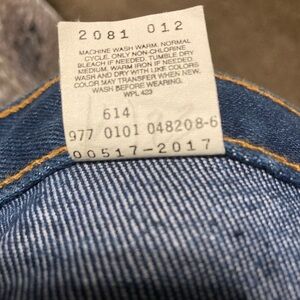 2081 012
MACHINE WASH WARM. NORMAL
CYCLE. ONLY NON-CHLORINE
BLEACH IF NEEDED. TUMBLE DRY
MEDIUM. WARM IRON IF NEEDED.
WASH AND DRY WITH LIKE COLORS
COLOR MAY TRANSFER WHEN NEW.
WASH BEFORE WEARING.
WPL 423
614
977 0101 048208-6
00517-2017